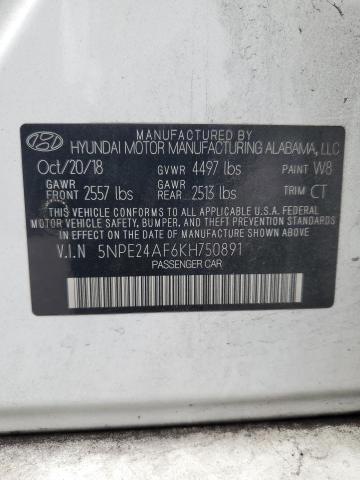 MANUFACTURED BY
HYUNDAI MOTOR MANUFACTURING ALABAMA, LLC
Oct/20/18 GVWR 4497 lbs PAINT W8
GAWR FRONT 2557 lbs GAWR REAR 2513 lbs TRIM CT
THIS VEHICLE CONFORMS TO ALL APPLICABLE U.S.A. FEDERAL
MOTOR VEHICLE SAFETY, BUMPER, AND THEFT PREVENTION STANDARDS
IN EFFECT ON THE DATE OF MANUFACTURE SHOWN ABOVE.
V.I.N 5NPE24AF6KH750891
PASSENGER CAR